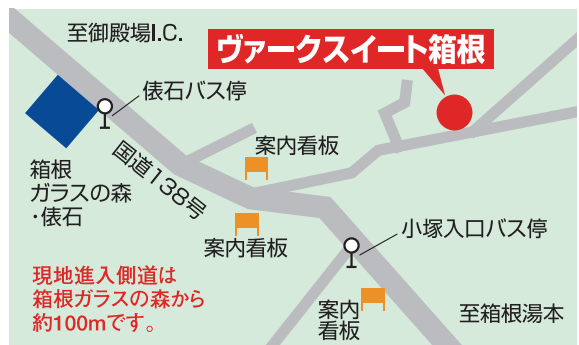 至御殿場I.C.
ヴァークスイート箱根
俵石バス停
国道138号
案内看板
箱根
ガラスの森
・俵石
案内看板
小塚入口バス停
現地進入側道は
箱根ガラスの森から
約100mです。
案内
看板
至箱根湯本